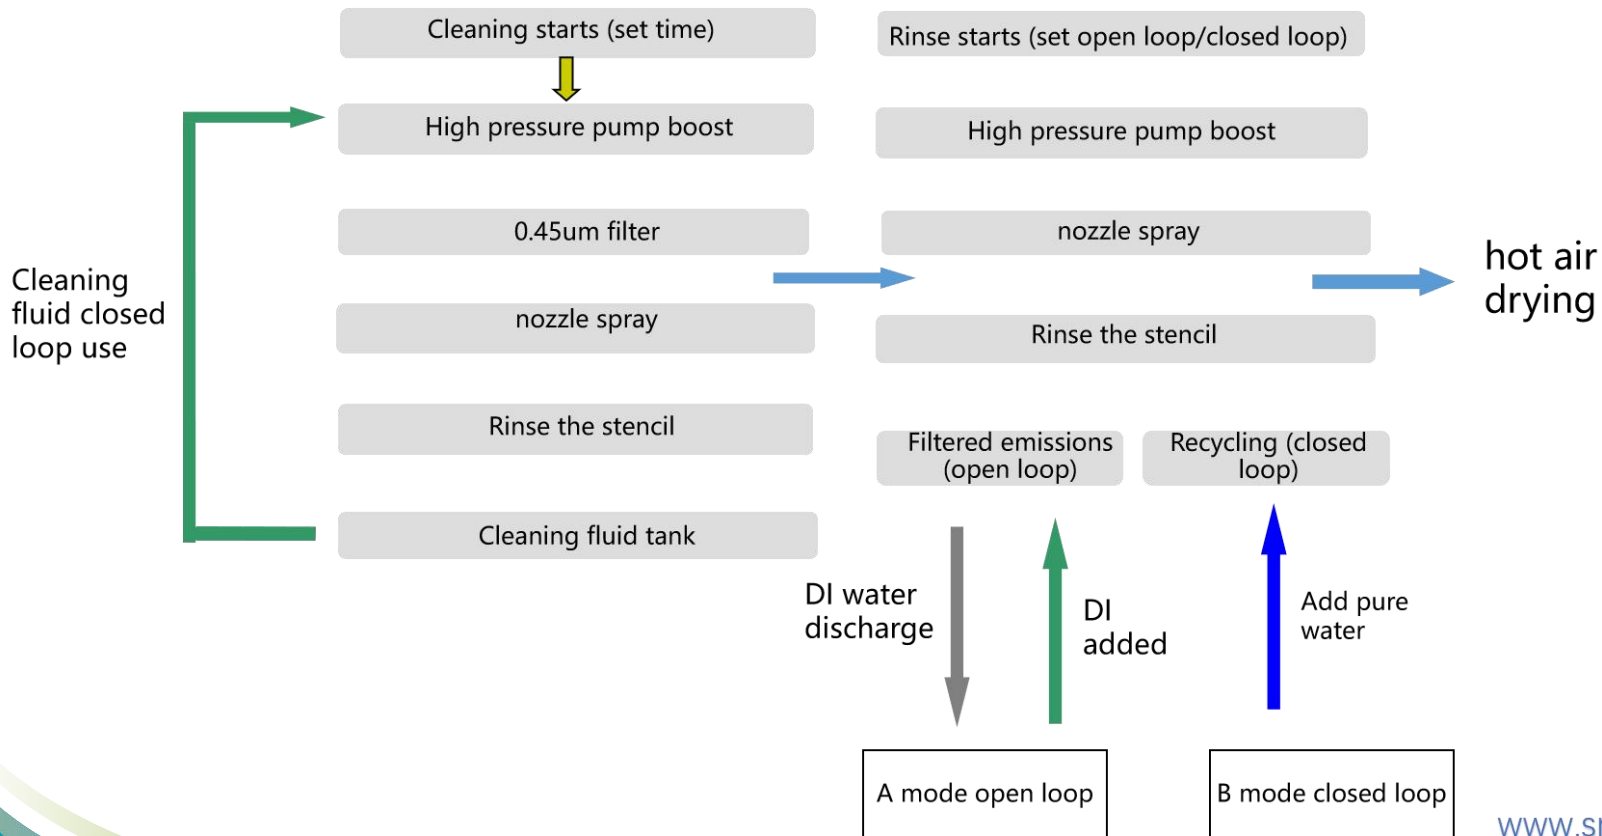 Cleaning starts (set time)
High pressure pump boost
0.45um filter
nozzle spray
Rinse the stencil
Cleaning fluid tank
Cleaning
fluid closed
loop use
Rinse starts (set open loop/closed loop)
High pressure pump boost
nozzle spray
Rinse the stencil
Filtered emissions
(open loop)
Recycling (closed
loop)
hot air
drying
DI water
discharge
DI
added
Add pure
water
A mode open loop
B mode closed loop